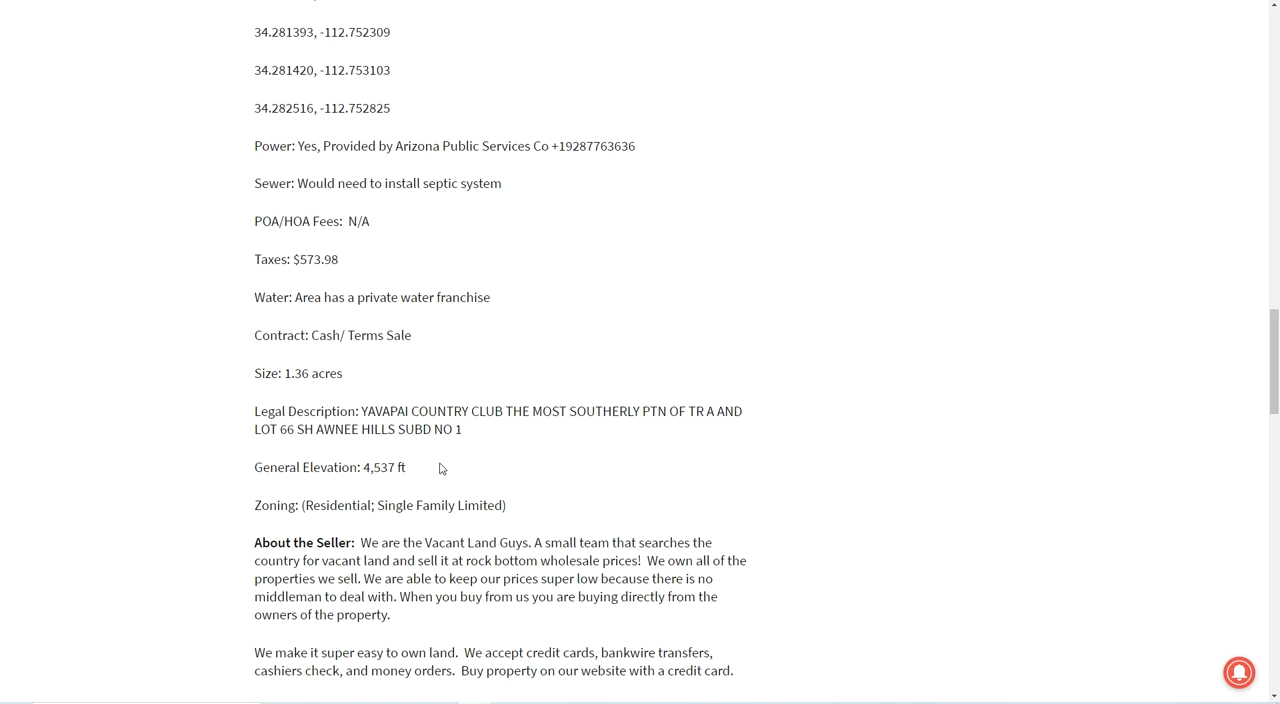 34.281393, -112.752309
34.281420, -112.753103
34.282516, -112.752825
Power: Yes, Provided by Arizona Public Services Co +19287763636
Sewer: Would need to install septic system
POA/HOA Fees:  N/A
Taxes: $573.98
Water: Area has a private water franchise
Contract: Cash/ Terms Sale
Size: 1.36 acres
Legal Description: YAVAPAI COUNTRY CLUB THE MOST SOUTHERLY PTN OF TR A AND
LOT 66 SH AWNEE HILLS SUBD NO 1
General Elevation: 4,537 ft
Zoning: (Residential; Single Family Limited)
About the Seller:  We are the Vacant Land Guys. A small team that searches the
country for vacant land and sell it at rock bottom wholesale prices!  We own all of the
properties we sell. We are able to keep our prices super low because there is no
middleman to deal with. When you buy from us you are buying directly from the
owners of the property.
We make it super easy to own land.  We accept credit cards, bankwire transfers,
cashiers check, and money orders.  Buy property on our website with a credit card.